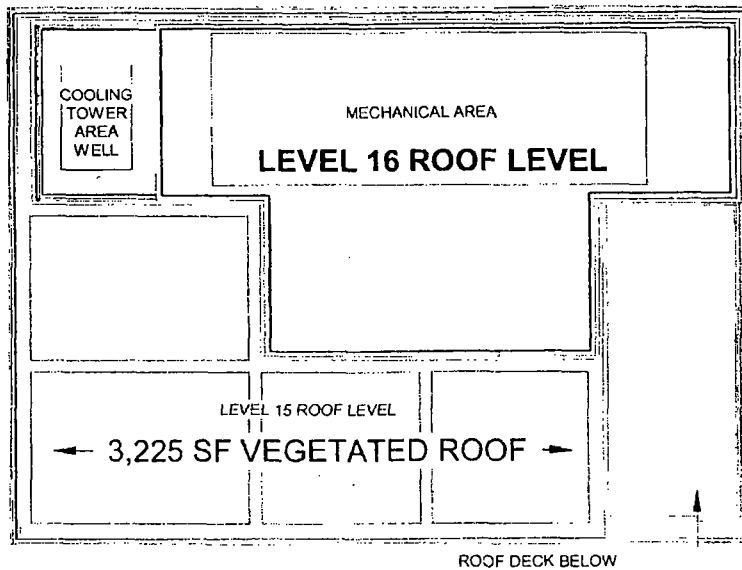 COOLING
TOWER
AREA
WELL
MECHANICAL AREA
LEVEL 16 ROOF LEVEL
LEVEL 15 ROOF LEVEL
3,225 SF VEGETATED ROOF
ROOF DECK BELOW